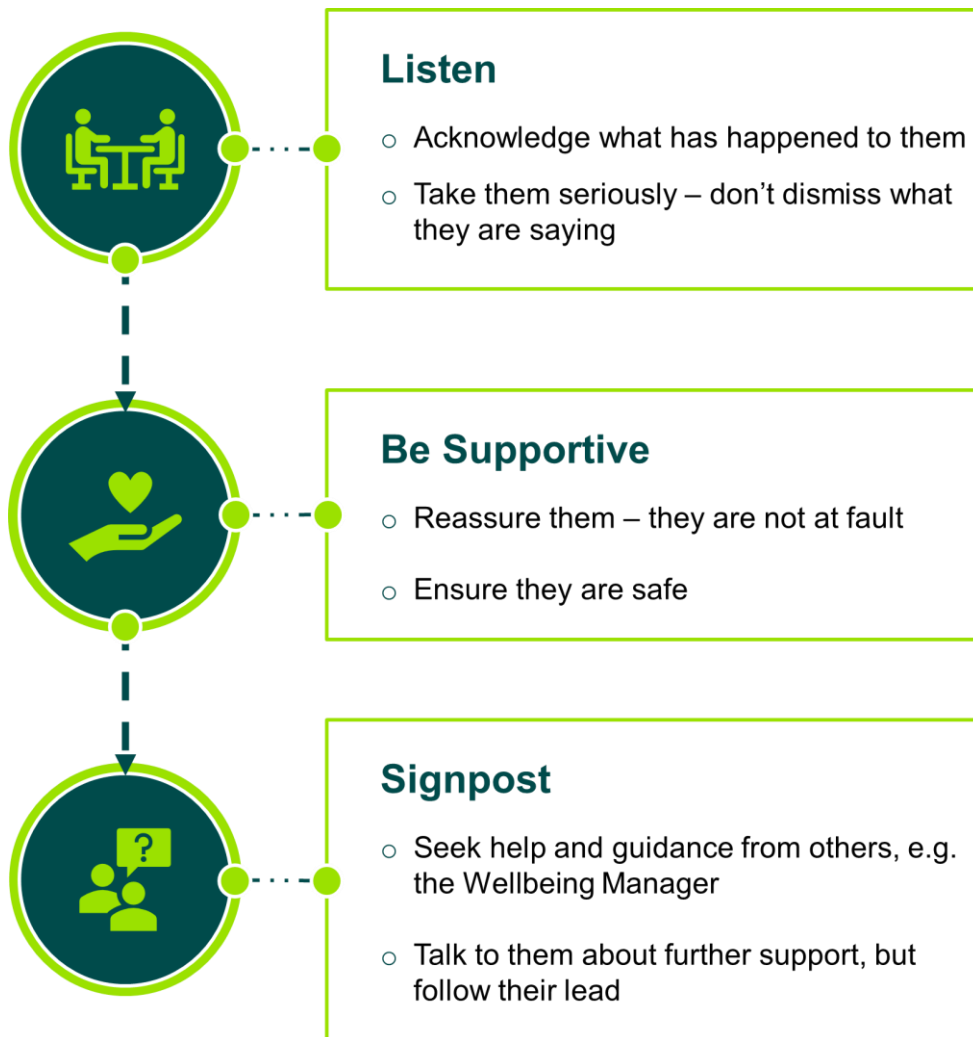 Listen
○ Acknowledge what has happened to them
○ Take them seriously – don’t dismiss what
they are saying
Be Supportive
○ Reassure them – they are not at fault
○ Ensure they are safe
?
Signpost
○ Seek help and guidance from others, e.g.
the Wellbeing Manager
○ Talk to them about further support, but
follow their lead